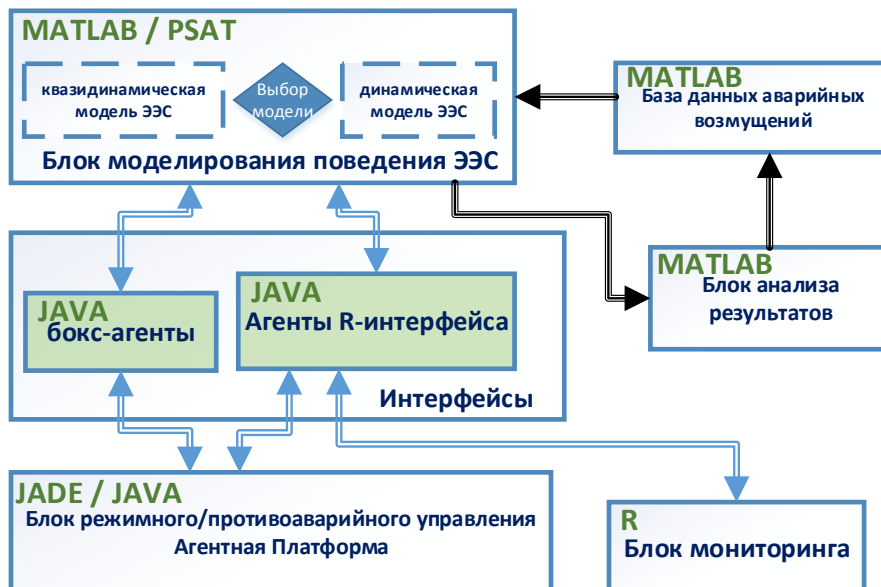 MATLAB / PSAT
квазидинамическая
модель ЭЭС
Выбор
модели
динамическая
модель ЭЭС
Блок моделирования поведения ЭЭС
MATLAB
База данных аварийных
возмущений
MATLAB
Блок анализа
результатов
JAVA
бокс-агенты
JAVA
Агенты R-интерфейса
Интерфейсы
JADE / JAVA
Блок режимного/противоаварийного управления
Агентная Платформа
R
Блок мониторинга